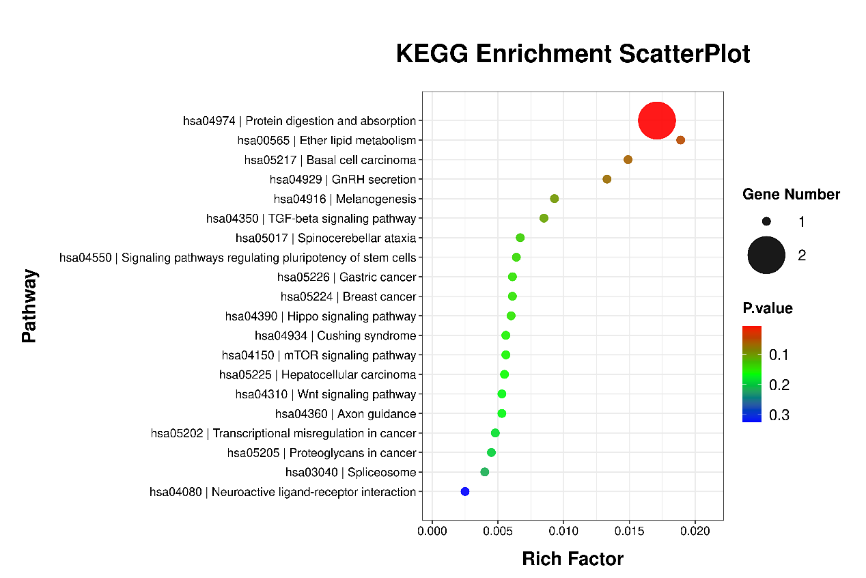 KEGG Enrichment ScatterPlot
hsa04974 | Protein digestion and absorption
hsa00565 | Ether lipid metabolism
hsa05217 | Basal cell carcinoma
hsa04929 | GnRH secretion
hsa04916 | Melanogenesis
hsa04350 | TGF-beta signaling pathway
hsa05017 | Spinocerebellar ataxia
hsa04550 | Signaling pathways regulating pluripotency of stem cells
hsa05226 | Gastric cancer
hsa05224 | Breast cancer
hsa04390 | Hippo signaling pathway
hsa04934 | Cushing syndrome
hsa04150 | mTOR signaling pathway
hsa05225 | Hepatocellular carcinoma
hsa04310 | Wnt signaling pathway
hsa04360 | Axon guidance
hsa05202 | Transcriptional misregulation in cancer
hsa05205 | Proteoglycans in cancer
hsa03040 | Spliceosome
hsa04080 | Neuroactive ligand-receptor interaction
Pathway
0.000 0.005 0.010 0.015 0.020
Rich Factor
Gene Number
1
2
P.value
0.1
0.2
0.3